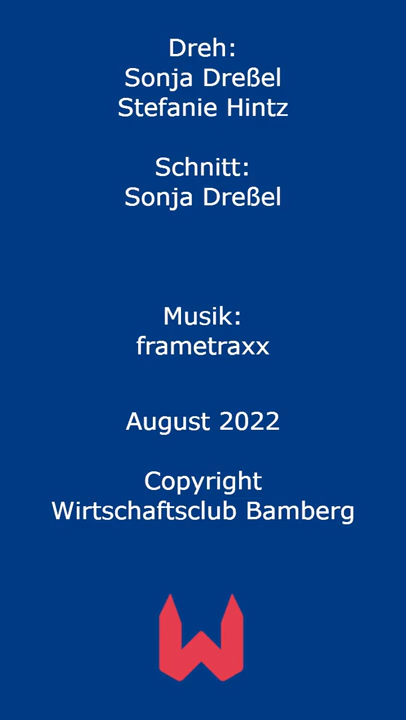 Dreh:
Sonja Dreßel
Stefanie Hintz
Schnitt:
Sonja Dreßel
Musik:
frametraxx
August 2022
Copyright
Wirtschaftsclub Bamberg